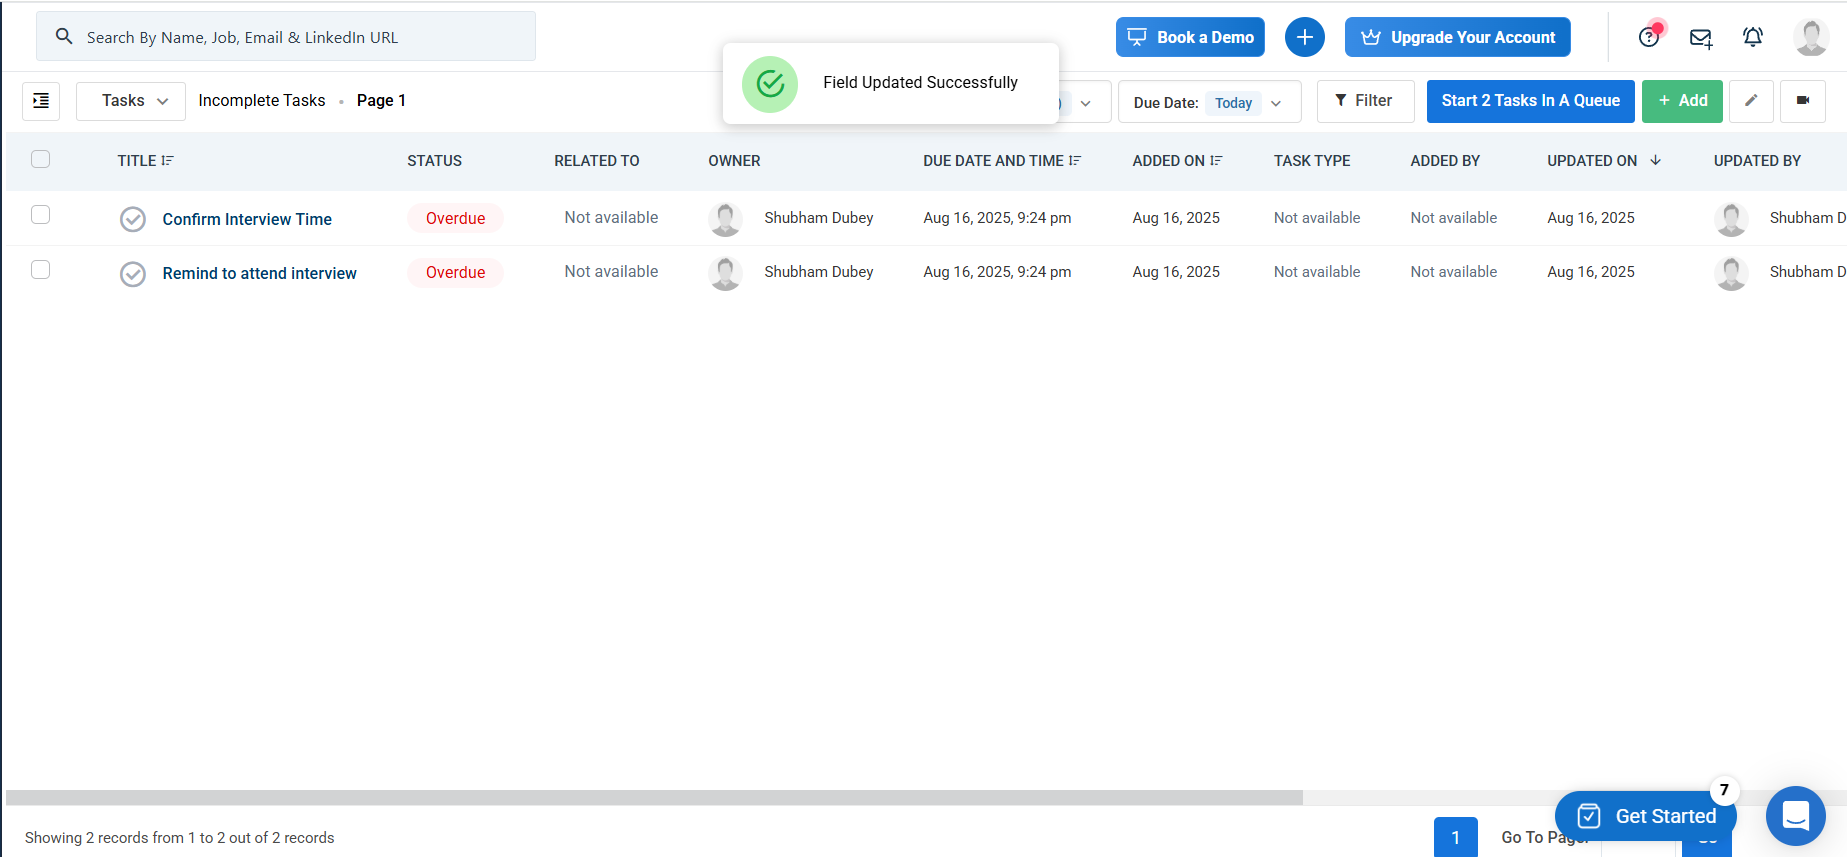 Search By Name, Job, Email & LinkedIn URL
Book a Demo
Upgrade Your Account
Field Updated Successfully
Tasks
Incomplete Tasks
Page 1
)
Due Date: Today
Filter
Start 2 Tasks In A Queue
+ Add
TITLE STATUS RELATED TO OWNER DUE DATE AND TIME ADDED ON TASK TYPE ADDED BY UPDATED ON UPDATED BY
Confirm Interview Time Overdue Not available Shubham Dubey Aug 16, 2025, 9:24 pm Aug 16, 2025 Not available Not available Aug 16, 2025 Shubham D
Remind to attend interview Overdue Not available Shubham Dubey Aug 16, 2025, 9:24 pm Aug 16, 2025 Not available Not available Aug 16, 2025 Shubham D
7
Get Started
Showing 2 records from 1 to 2 out of 2 records
1
Go To Page: